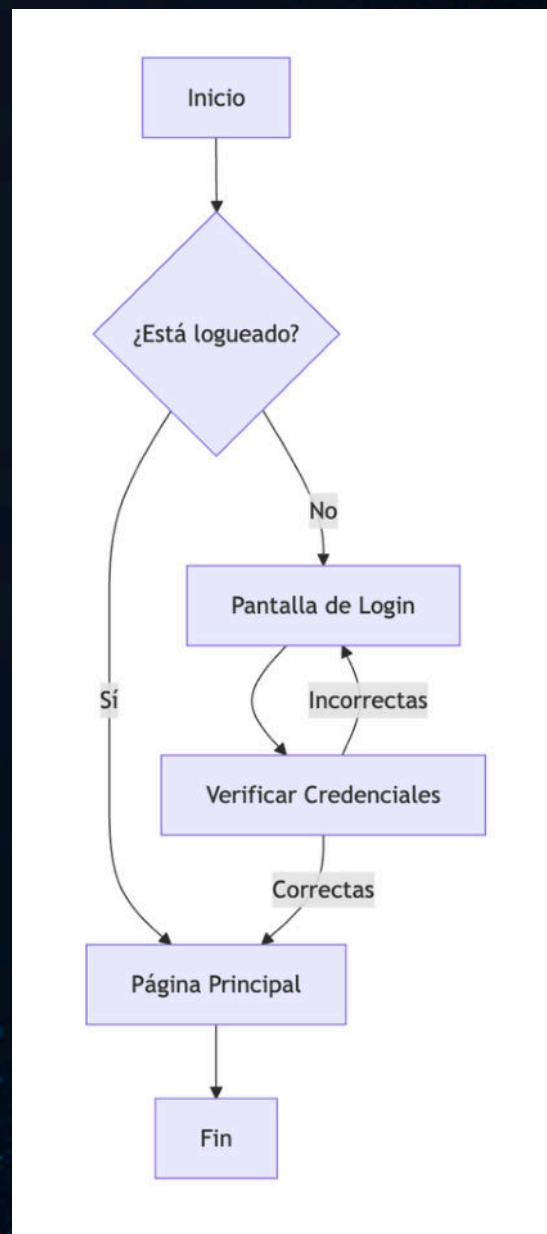 Inicio
¿Está logueado?
No
Pantalla de Login
Sí
Incorrectas
Verificar Credenciales
Correctas
Página Principal
Fin